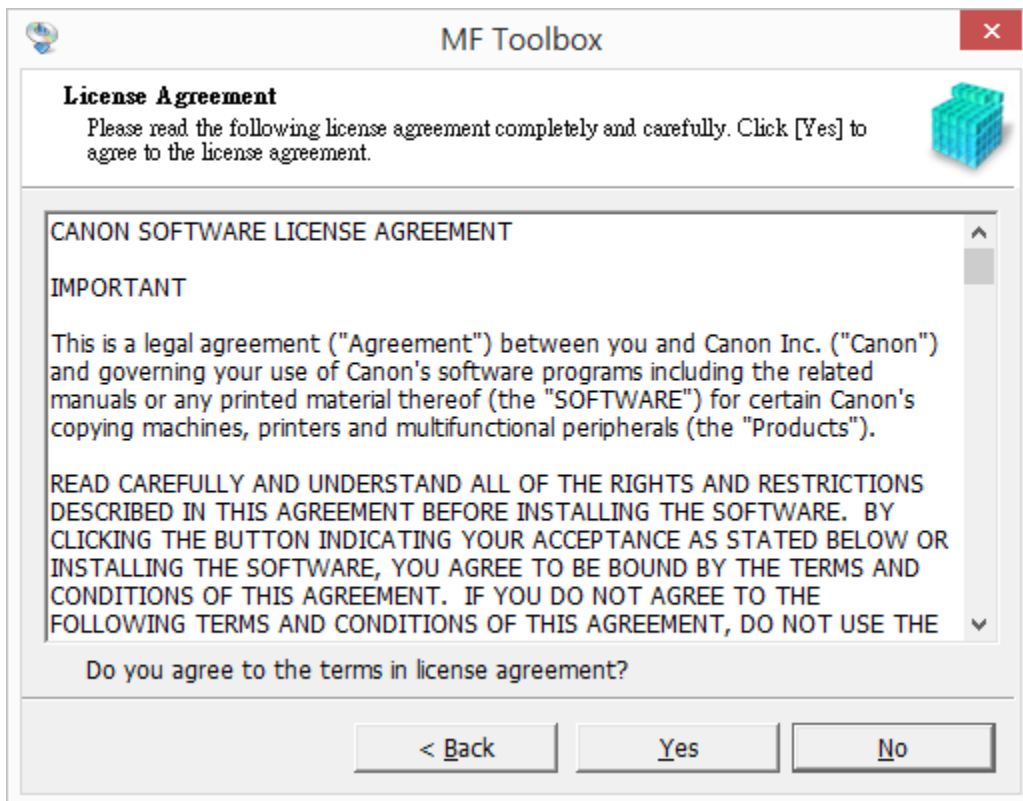 MF Toolbox
License Agreement
Please read the following license agreement completely and carefully. Click [Yes] to
agree to the license agreement.
CANON SOFTWARE LICENSE AGREEMENT
IMPORTANT
This is a legal agreement ("Agreement") between you and Canon Inc. ("Canon")
and governing your use of Canon's software programs including the related
manuals or any printed material thereof (the "SOFTWARE") for certain Canon's
copying machines, printers and multifunctional peripherals (the "Products").
READ CAREFULLY AND UNDERSTAND ALL OF THE RIGHTS AND RESTRICTIONS
DESCRIBED IN THIS AGREEMENT BEFORE INSTALLING THE SOFTWARE.  BY
CLICKING THE BUTTON INDICATING YOUR ACCEPTANCE AS STATED BELOW OR
INSTALLING THE SOFTWARE, YOU AGREE TO BE BOUND BY THE TERMS AND
CONDITIONS OF THIS AGREEMENT.  IF YOU DO NOT AGREE TO THE
FOLLOWING TERMS AND CONDITIONS OF THIS AGREEMENT, DO NOT USE THE
Do you agree to the terms in license agreement?
< Back Yes No